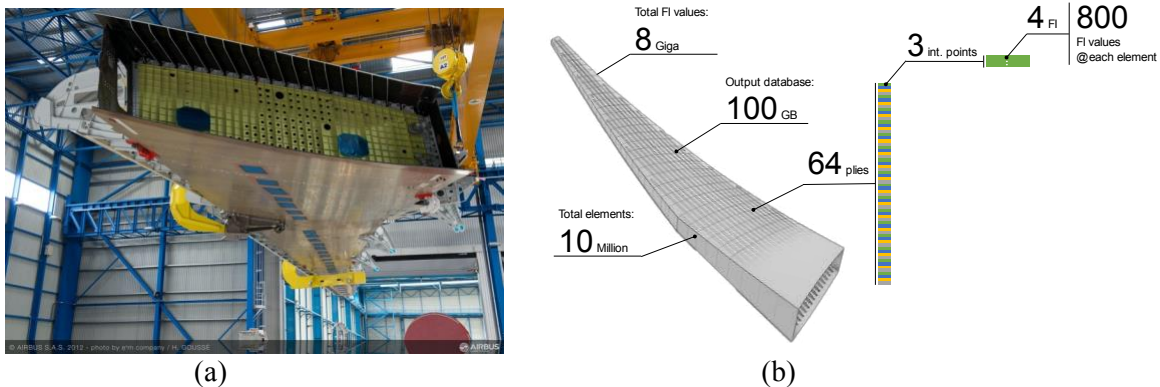 Total FI values:
8 Giga
Output database:
100 GB
64 plies
Total elements:
10 Million
3 int. points
4 FI
800
FI values
@each element
© AIRBUS S.A.S. 2012 - photo by e*m company / H. GOUSSÉ
AIRBUS
(a)
(b)